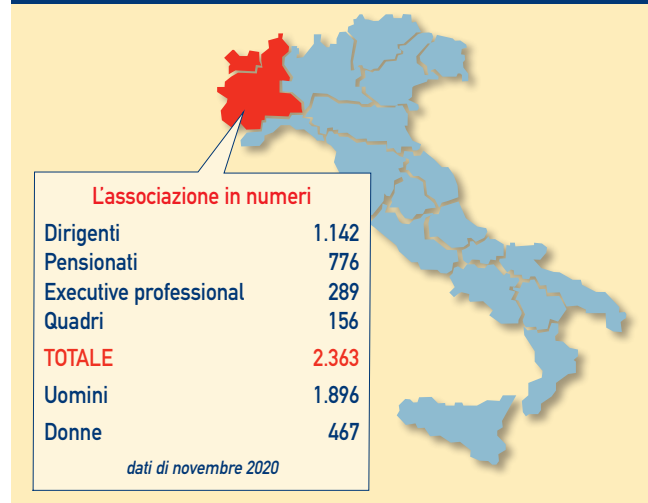 L'associazione in numeri
Dirigenti 1.142
Pensionati 776
Executive professional 289
Quadri 156
TOTALE 2.363
Uomini 1.896
Donne 467
dati di novembre 2020